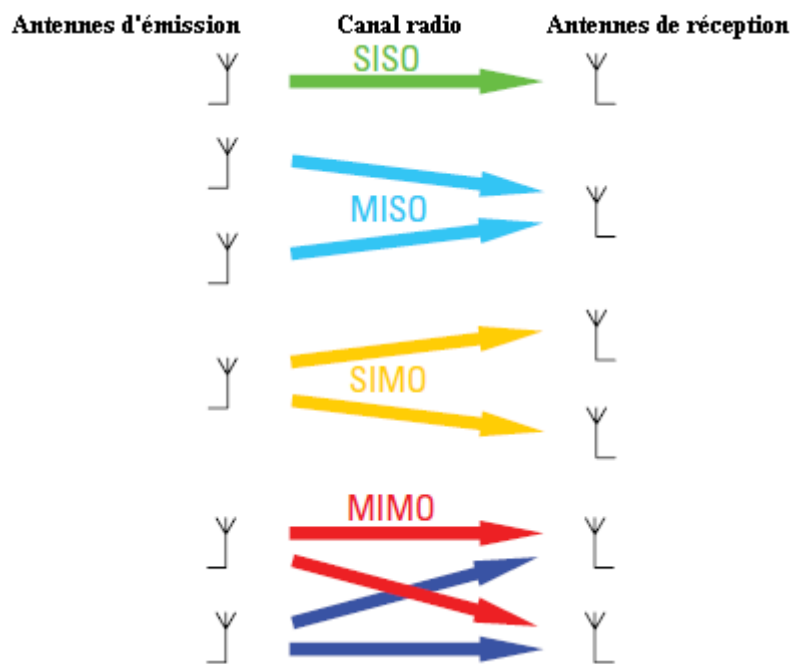 Antennes d'émission Canal radio Antennes de réception
SISO
MISO
SIMO
MIMO